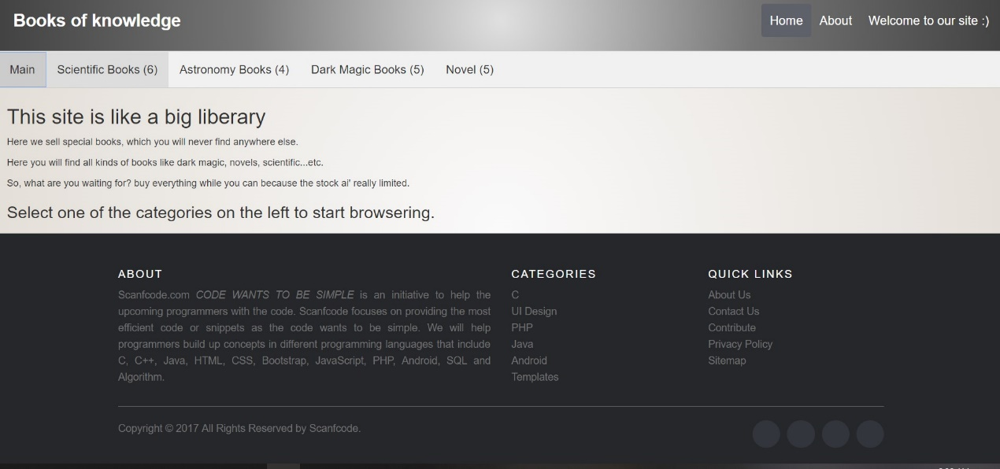 Books of knowledge
Home About Welcome to our site :)
Main Scientific Books (6) Astronomy Books (4) Dark Magic Books (5) Novel (5)
This site is like a big liberary
Here we sell special books, which you will never find anywhere else.
Here you will find all kinds of books like dark magic, novels, scientific...etc.
So, what are you waiting for? buy everything while you can because the stock ai' really limited.
Select one of the categories on the left to start browsering.
ABOUT
Scanfcode.com CODE WANTS TO BE SIMPLE is an initiative to help the
upcoming programmers with the code. Scanfcode focuses on providing the most
efficient code or snippets as the code wants to be simple. We will help
programmers build up concepts in different programming languages that include
C, C++, Java, HTML, CSS, Bootstrap, JavaScript, PHP, Android, SQL and
Algorithm.
CATEGORIES
C
UI Design
PHP
Java
Android
Templates
QUICK LINKS
About Us
Contact Us
Contribute
Privacy Policy
Sitemap
Copyright © 2017 All Rights Reserved by Scanfcode.